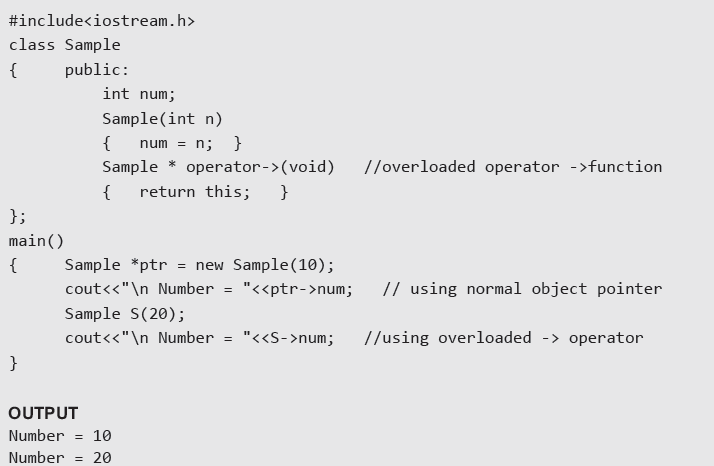 #include<iostream.h>
class Sample
{     public:
          int num;
          Sample(int n)
          {   num = n;  }
          Sample * operator->(void)   //overloaded operator ->function
          {   return this;   }
};
main()
{     Sample *ptr = new Sample(10);
      cout<<"\n Number = "<<ptr->num;   // using normal object pointer
      Sample S(20);
      cout<<"\n Number = "<<S->num;   //using overloaded -> operator
}
OUTPUT
Number = 10
Number = 20